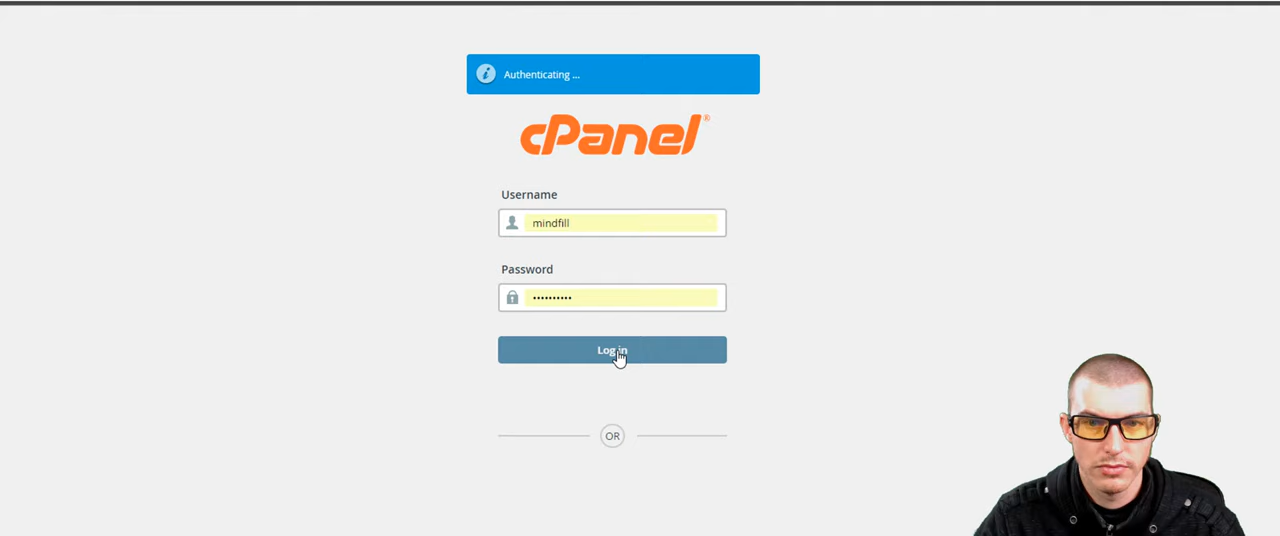 Authenticating ...
cPanel®
Username
mindfill
Password
••••••••••
Log in
OR